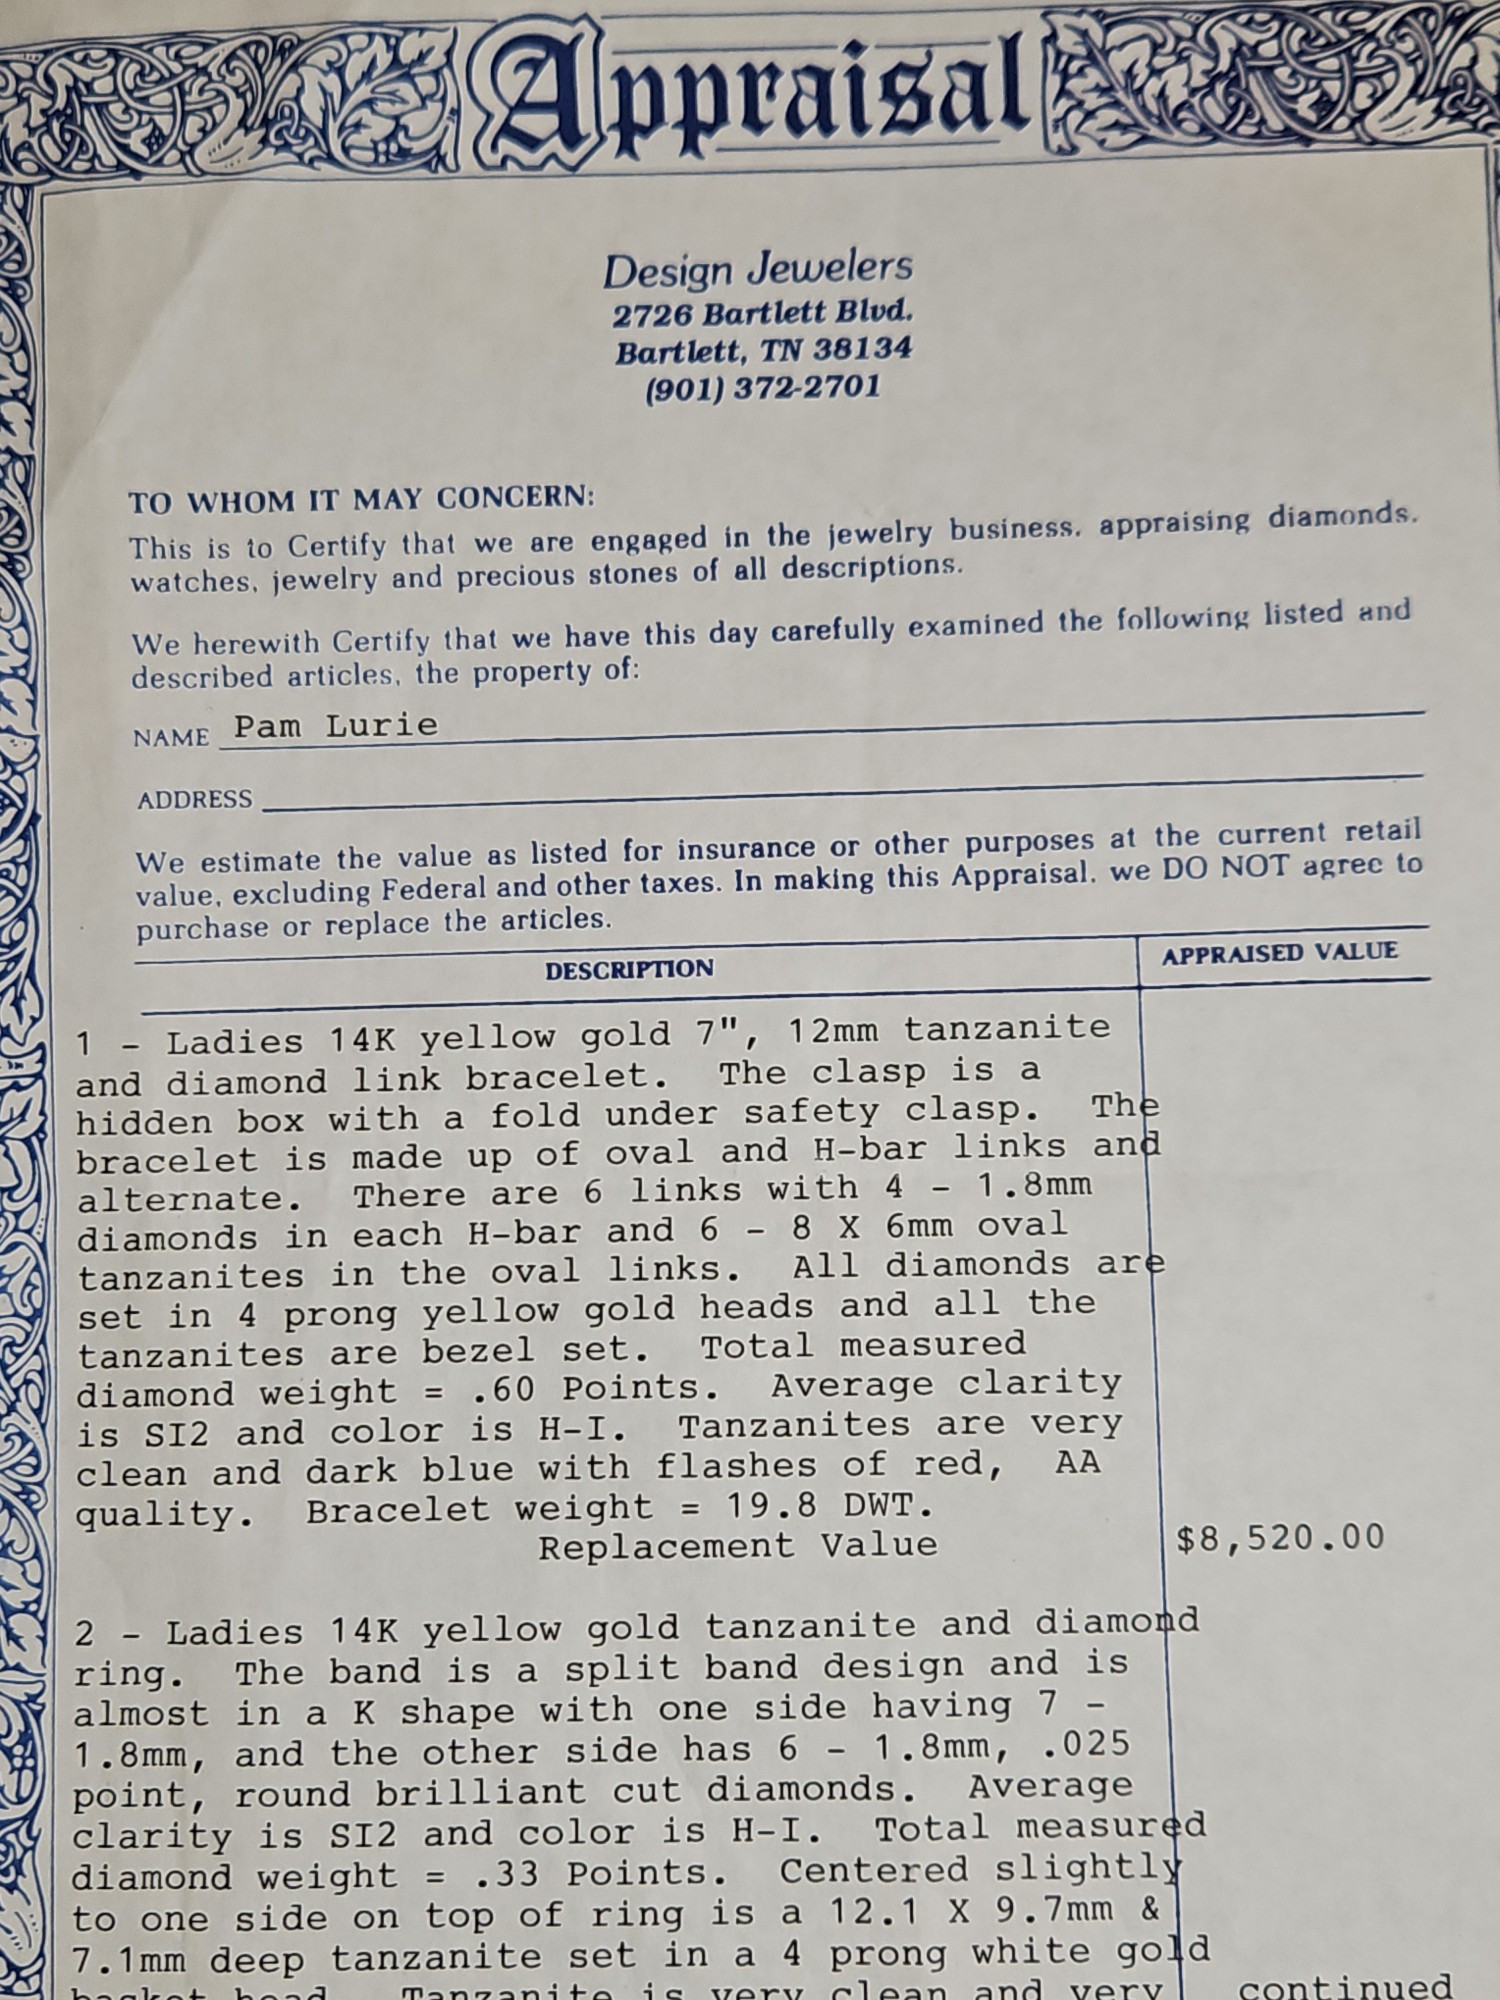 Appraisal
Design Jewelers
2726 Bartlett Blvd.
Bartlett, TN 38134
(901) 372-2701
TO WHOM IT MAY CONCERN:
This is to Certify that we are engaged in the jewelry business, appraising diamonds,
watches, jewelry and precious stones of all descriptions.
We herewith Certify that we have this day carefully examined the following listed and
described articles, the property of:
NAME Pam Lurie
ADDRESS
We estimate the value as listed for insurance or other purposes at the current retail
value, excluding Federal and other taxes. In making this Appraisal, we DO NOT agree to
purchase or replace the articles.
DESCRIPTION APPRAISED VALUE
1 - Ladies 14K yellow gold 7", 12mm tanzanite
and diamond link bracelet. The clasp is a
hidden box with a fold under safety clasp. The
bracelet is made up of oval and H-bar links and
alternate. There are 6 links with 4 - 1.8mm
diamonds in each H-bar and 6 - 8 X 6mm oval
tanzanites in the oval links. All diamonds are
set in 4 prong yellow gold heads and all the
tanzanites are bezel set. Total measured
diamond weight = .60 Points. Average clarity
is SI2 and color is H-I. Tanzanites are very
clean and dark blue with flashes of red, AA
quality. Bracelet weight = 19.8 DWT.
Replacement Value $8,520.00
2 - Ladies 14K yellow gold tanzanite and diamond
ring. The band is a split band design and is
almost in a K shape with one side having 7 -
1.8mm, and the other side has 6 - 1.8mm, .025
point, round brilliant cut diamonds. Average
clarity is SI2 and color is H-I. Total measured
diamond weight = .33 Points. Centered slightly
to one side on top of ring is a 12.1 X 9.7mm &
7.1mm deep tanzanite set in a 4 prong white gold
basket head. Tanzanite is very clean and very continued